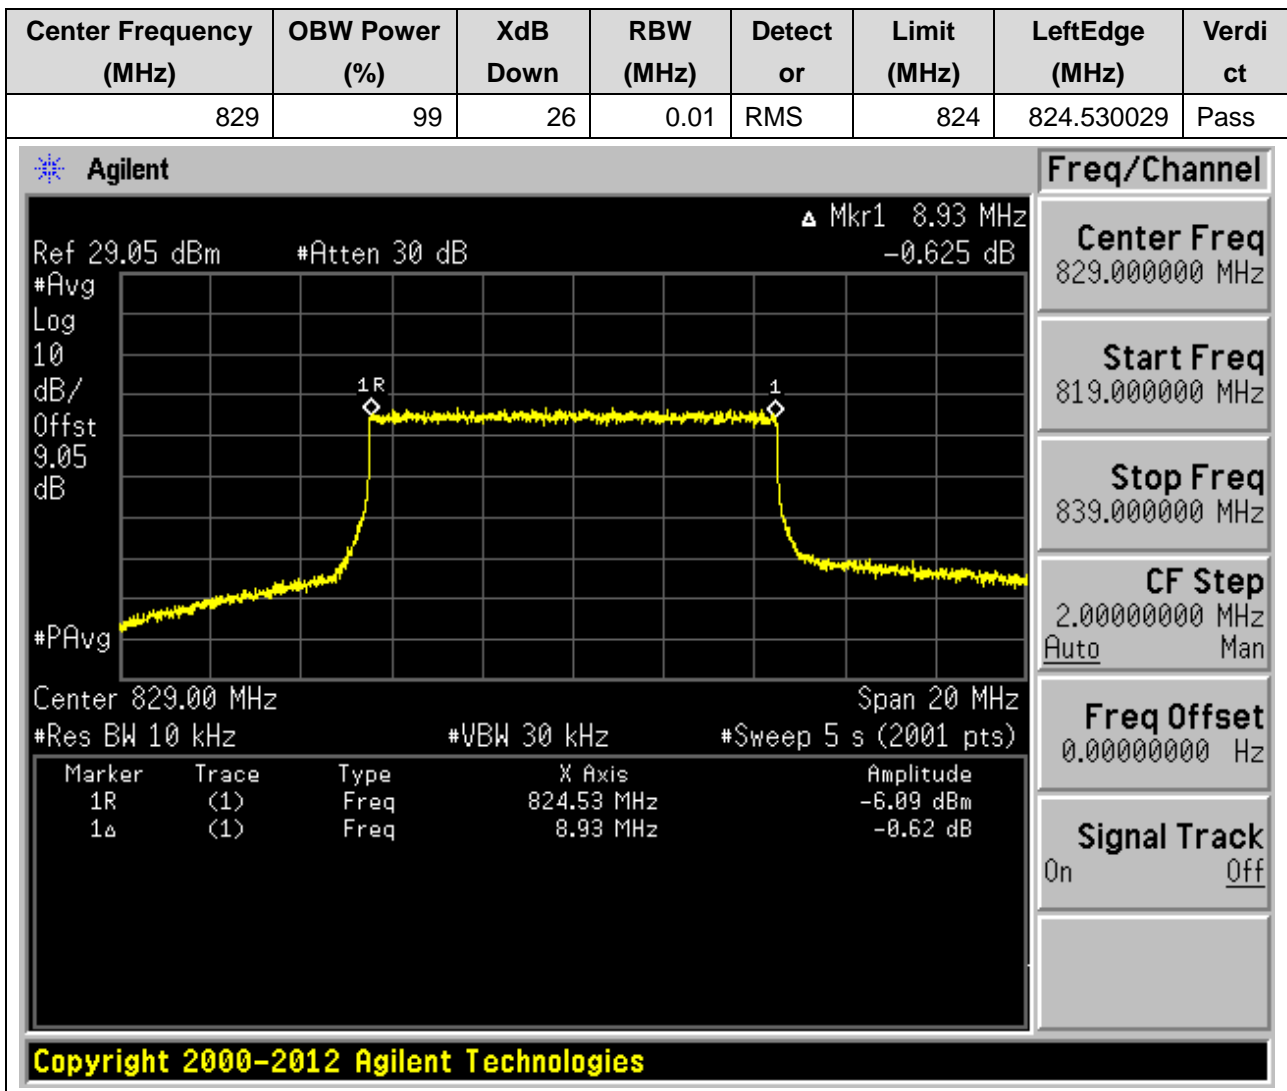 Center Frequency OBW Power XdB RBW Detect Limit LeftEdge Verdi
(MHz) (%) Down (MHz) or (MHz) (MHz) ct
829 99 26 0.01 RMS 824 824.530029 Pass
Agilent Freq/Channel
Δ Mkr1 8.93 MHz
Ref 29.05 dBm #Atten 30 dB -0.625 dB
#Avg
Log
10
dB/
Offst
9.05
dB
1R 1
#PAvg
Center 829.00 MHz Span 20 MHz
#Res BW 10 kHz #VBW 30 kHz #Sweep 5 s (2001 pts)
Marker Trace Type X Axis Amplitude
1R (1) Freq 824.53 MHz -6.09 dBm
1Δ (1) Freq 8.93 MHz -0.62 dB
Center Freq
829.000000 MHz
Start Freq
819.000000 MHz
Stop Freq
839.000000 MHz
CF Step
2.00000000 MHz
Auto Man
Freq Offset
0.00000000 Hz
Signal Track
On Off
Copyright 2000-2012 Agilent Technologies